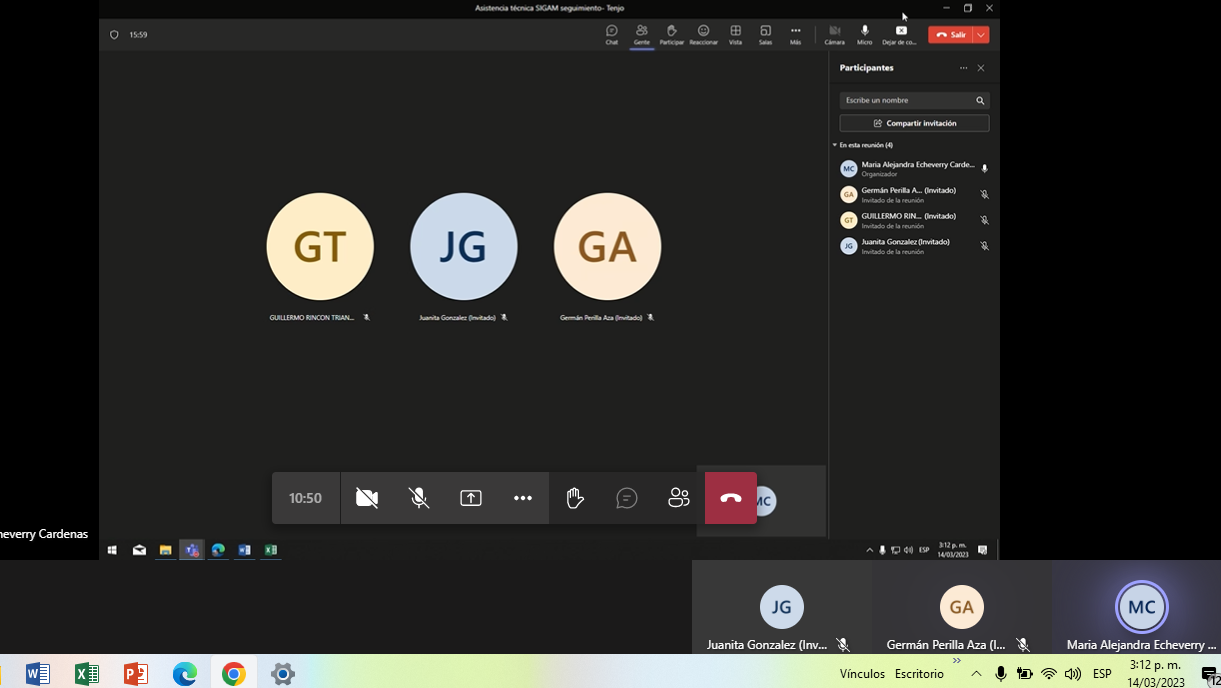 Asistencia técnica SIGAM seguimiento- Tenjo
15:59
Chat
Gente
Participar
Reaccionar
Vista
Salas
Más
Cámara
Micro
Dejar de co...
Salir
Participantes
Escribe un nombre
Compartir invitación
En esta reunión (4)
MC
Maria Alejandra Echeverry Carde...
Organizador
GA
Germán Perilla A... (Invitado)
Invitado de la reunión
GT
GUILLERMO RIN... (Invitado)
Invitado de la reunión
JG
Juanita Gonzalez (Invitado)
Invitado de la reunión
GT
JG
GA
GUILLERMO RINCON TRIAN...
Juanita Gonzalez (Invitado)
Germán Perilla Aza (Invitado)
10:50
MC
heverry Cardenas
ESP
3:12 p. m.
14/03/2023
JG
GA
MC
Juanita Gonzalez (Inv...
Germán Perilla Aza (I...
Maria Alejandra Echeverry ...
Vínculos
Escritorio
ESP
3:12 p. m.
14/03/2023
12